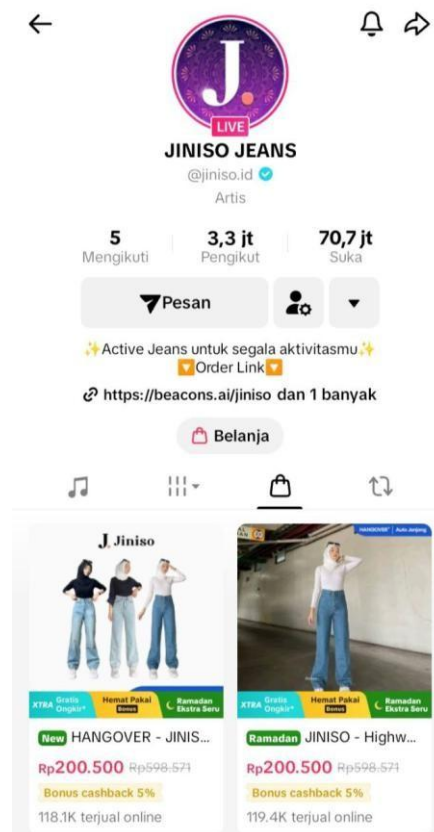 J.
LIVE
JINISO JEANS
@jiniso.id
Artis
5
Mengikuti
3,3 jt
Pengikut
70,7 jt
Suka
Pesan
✨Active Jeans untuk segala aktivitasmu✨
🔽Order Link🔽
https://beacons.ai/jiniso dan 1 banyak
Belanja
J. Jiniso
XTRA Gratis Ongkir*
Hemat Pakai Bonus
Ramadan Ekstra Seru
New HANGOVER - JINIS...
Rp200.500 Rp598.571
Bonus cashback 5%
118.1K terjual online
HANGOVER Auto Jenjang
XTRA Gratis Ongkir*
Hemat Pakai Bonus
Ramadan Ekstra Seru
Ramadan JINISO - Highw...
Rp200.500 Rp598.571
Bonus cashback 5%
119.4K terjual online